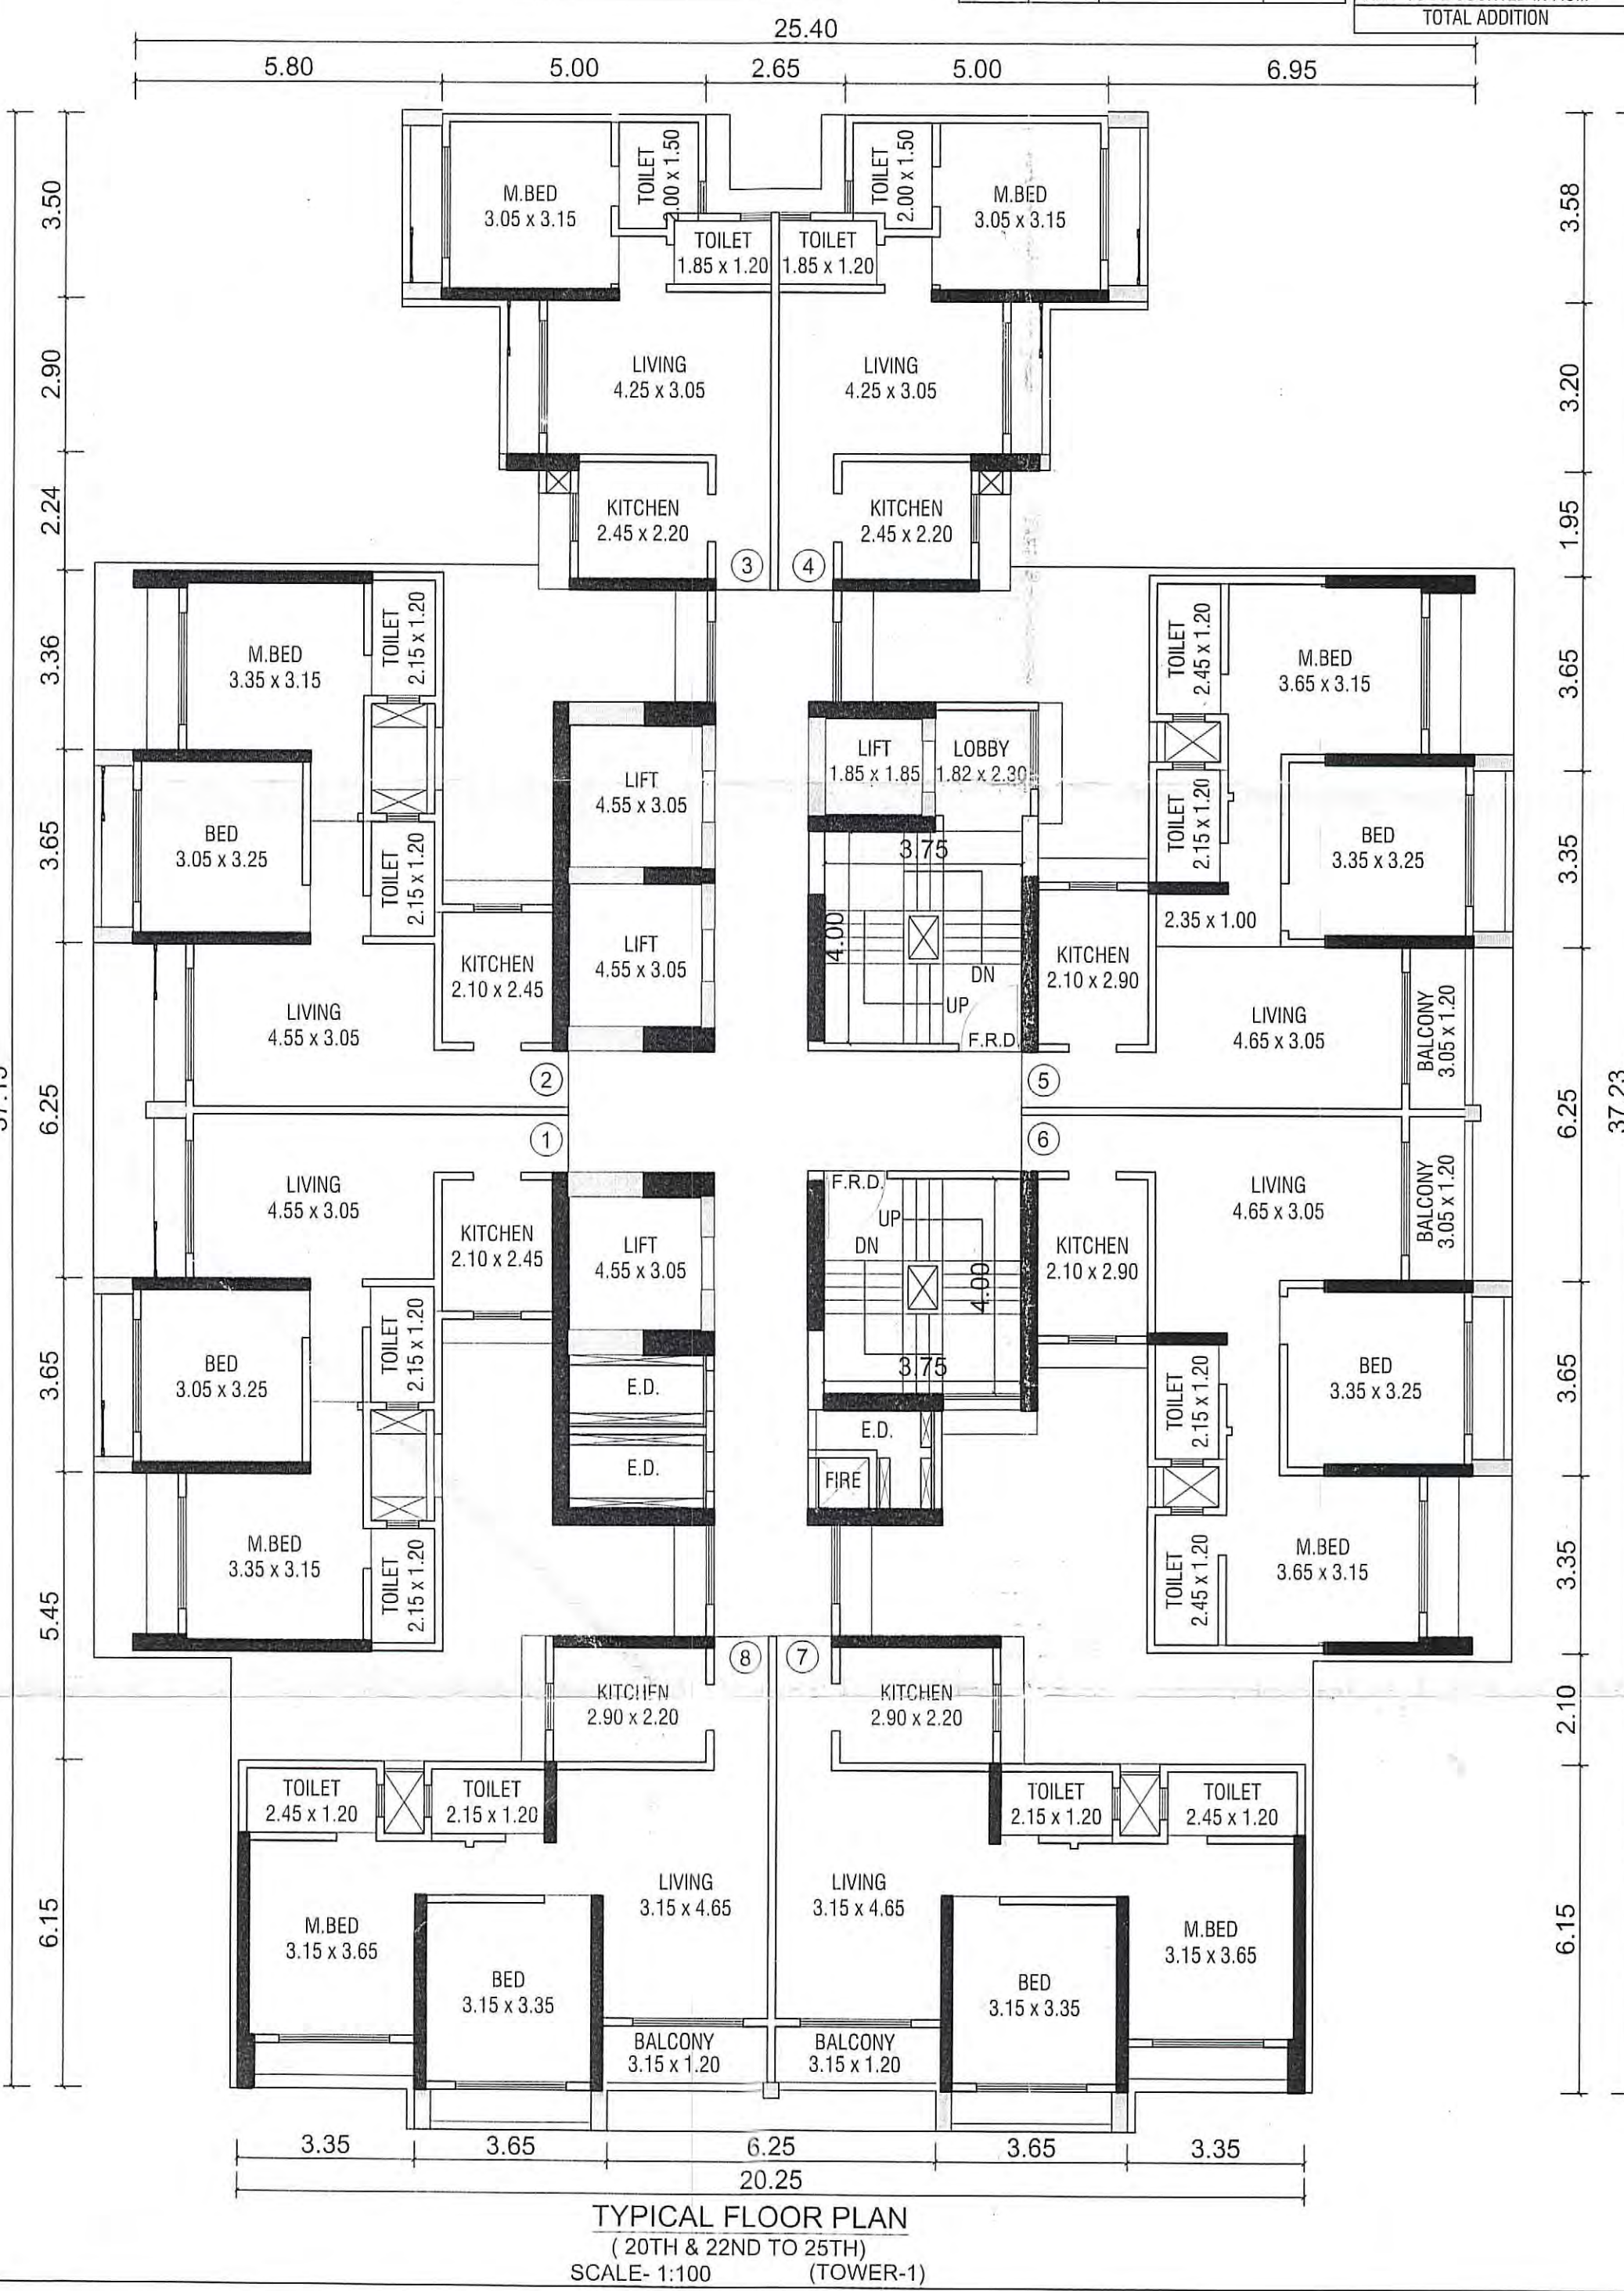 TOTAL ADDITION
25.40
5.80 5.00 2.65 5.00 6.95
3.50
2.90
2.24
3.36
3.65
6.25
3.65
5.45
6.15
M.BED
3.05 x 3.15
TOILET
2.00 x 1.50
TOILET
1.85 x 1.20
TOILET
1.85 x 1.20
TOILET
2.00 x 1.50
M.BED
3.05 x 3.15
LIVING
4.25 x 3.05
LIVING
4.25 x 3.05
KITCHEN
2.45 x 2.20
KITCHEN
2.45 x 2.20
3
4
M.BED
3.35 x 3.15
TOILET
2.15 x 1.20
BED
3.05 x 3.25
TOILET
2.15 x 1.20
LIVING
4.55 x 3.05
KITCHEN
2.10 x 2.45
2
LIFT
4.55 x 3.05
LIFT
4.55 x 3.05
LIFT
1.85 x 1.85
LOBBY
1.82 x 2.30
3.75
4.00
DN
UP
F.R.D.
TOILET
2.45 x 1.20
M.BED
3.65 x 3.15
TOILET
2.15 x 1.20
BED
3.35 x 3.25
2.35 x 1.00
KITCHEN
2.10 x 2.90
LIVING
4.65 x 3.05
BALCONY
3.05 x 1.20
5
1
LIVING
4.55 x 3.05
KITCHEN
2.10 x 2.45
BED
3.05 x 3.25
TOILET
2.15 x 1.20
M.BED
3.35 x 3.15
TOILET
2.15 x 1.20
LIFT
4.55 x 3.05
E.D.
E.D.
F.R.D.
UP
DN
4.00
3.75
E.D.
FIRE
6
KITCHEN
2.10 x 2.90
LIVING
4.65 x 3.05
BALCONY
3.05 x 1.20
BED
3.35 x 3.25
TOILET
2.15 x 1.20
M.BED
3.65 x 3.15
TOILET
2.45 x 1.20
8
7
KITCHEN
2.90 x 2.20
KITCHEN
2.90 x 2.20
TOILET
2.45 x 1.20
TOILET
2.15 x 1.20
TOILET
2.15 x 1.20
TOILET
2.45 x 1.20
LIVING
3.15 x 4.65
LIVING
3.15 x 4.65
M.BED
3.15 x 3.65
BED
3.15 x 3.35
BED
3.15 x 3.35
M.BED
3.15 x 3.65
BALCONY
3.15 x 1.20
BALCONY
3.15 x 1.20
3.58
3.20
1.95
3.65
3.35
6.25
3.65
3.35
2.10
6.15
37.23
3.35 3.65 6.25 3.65 3.35
20.25
TYPICAL FLOOR PLAN
( 20TH & 22ND TO 25TH)
SCALE- 1:100 (TOWER-1)